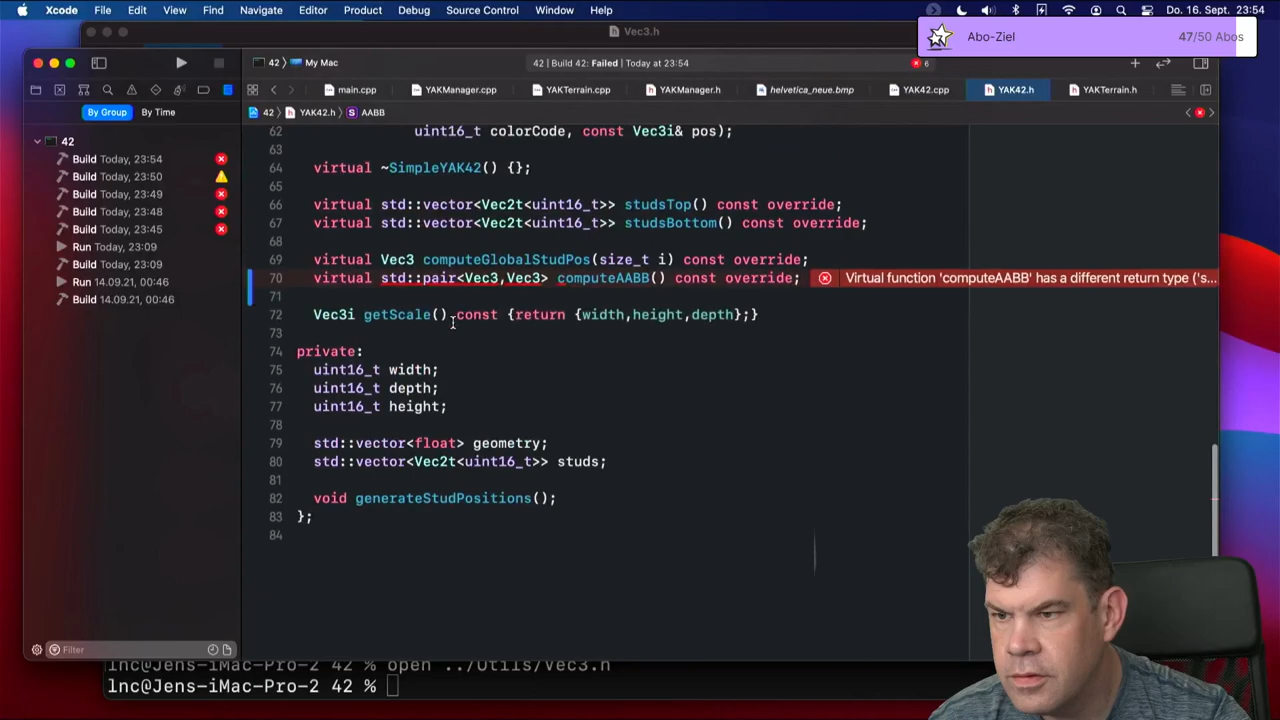 Xcode File Edit View Navigate Editor Product Debug Source Control Window Help Do. 16. Sept. 23:54
Vec3.h
Abo-Ziel 47/50 Abos
42 〉 My Mac 42 | Build 42: Failed | Today at 23:54 6
main.cpp YAKManager.cpp YAKTerrain.cpp YAKManager.h helvetica_neue.bmp YAK42.cpp YAK42.h YAKTerrain.h
By Group By Time
42 〉 YAK42.h 〉 S AABB
42
Build Today, 23:54
Build Today, 23:50
Build Today, 23:49
Build Today, 23:48
Build Today, 23:45
Run Today, 23:09
Build Today, 23:09
Run 14.09.21, 00:46
Build 14.09.21, 00:46
62 uint16_t colorCode, const Vec3i& pos);
63
64 virtual ~SimpleYAK42() {};
65
66 virtual std::vector<Vec2t<uint16_t>> studsTop() const override;
67 virtual std::vector<Vec2t<uint16_t>> studsBottom() const override;
68
69 virtual Vec3 computeGlobalStudPos(size_t i) const override;
70 virtual std::pair<Vec3,Vec3> computeAABB() const override; Virtual function 'computeAABB' has a different return type ('s...
71
72 Vec3i getScale() const {return {width,height,depth};}
73
74 private:
75 uint16_t width;
76 uint16_t depth;
77 uint16_t height;
78
79 std::vector<float> geometry;
80 std::vector<Vec2t<uint16_t>> studs;
81
82 void generateStudPositions();
83 };
84
Filter
lnc@Jens-iMac-Pro-2 42 % open ../Utils/Vec3.h
lnc@Jens-iMac-Pro-2 42 %